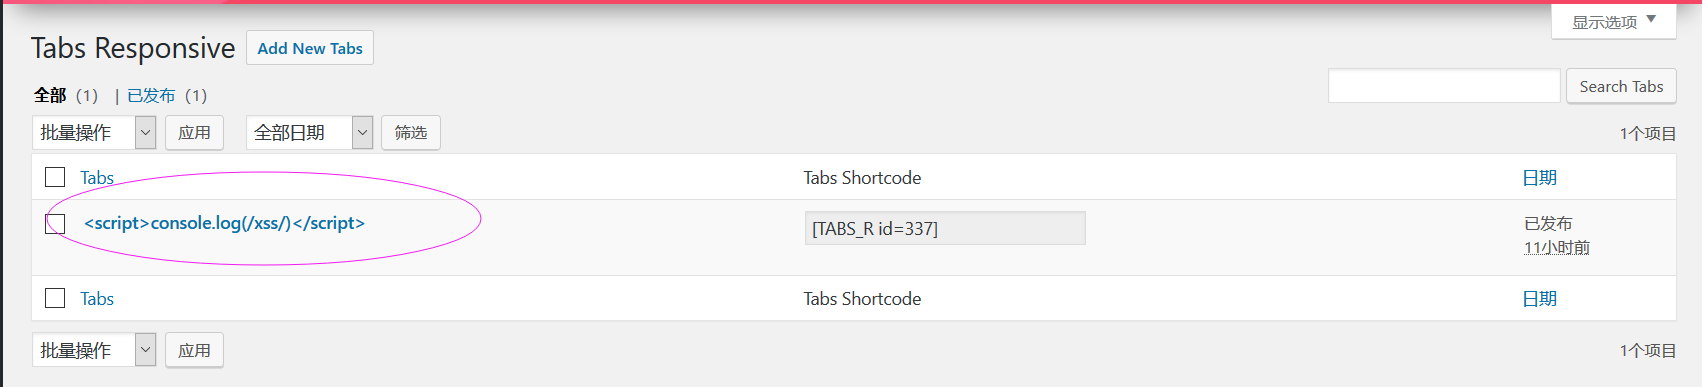 显示选项
Tabs Responsive Add New Tabs
全部 (1) | 已发布 (1)
Search Tabs
批量操作 应用 全部日期 筛选 1个项目
Tabs Tabs Shortcode 日期
<script>console.log(/xss/)</script> [TABS_R id=337] 已发布
11小时前
Tabs Tabs Shortcode 日期
批量操作 应用 1个项目